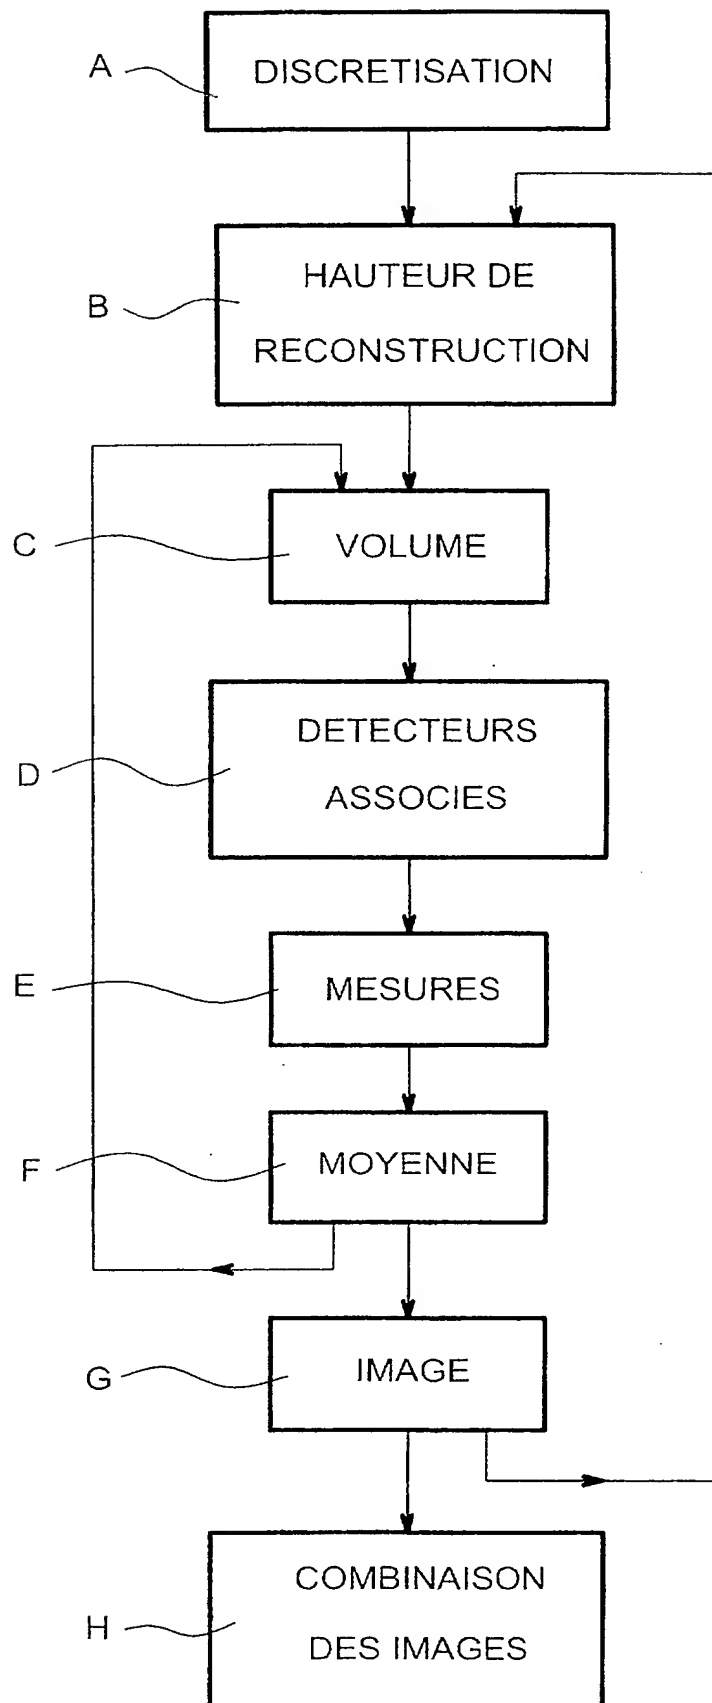 A
DISCRETISATION
B
HAUTEUR DE
RECONSTRUCTION
C
VOLUME
D
DETECTEURS
ASSOCIES
E
MESURES
F
MOYENNE
G
IMAGE
H
COMBINAISON
DES IMAGES